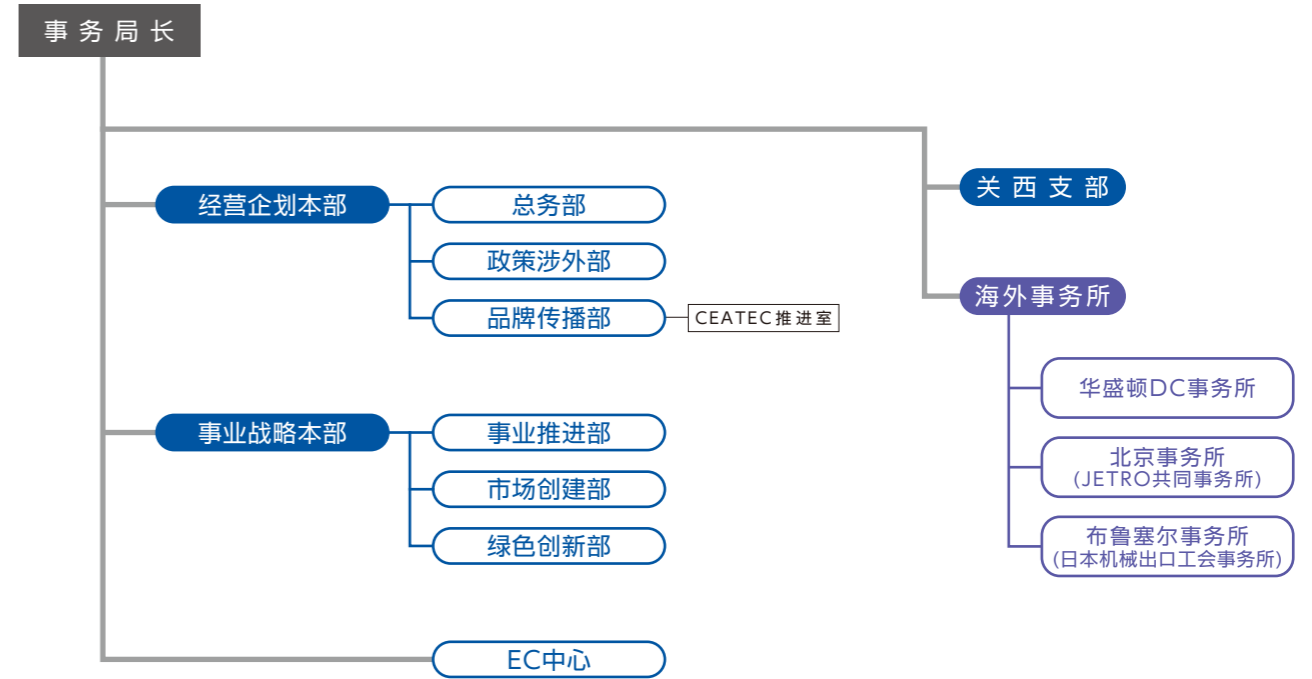 事务局长
经营企划本部
总务部
政策涉外部
品牌传播部
CEATEC推进室
事业战略本部
事业推进部
市场创建部
绿色创新部
EC中心
关西支部
海外事务所
华盛顿DC事务所
北京事务所
(JETRO共同事务所)
布鲁塞尔事务所
(日本机械出口工会事务所)